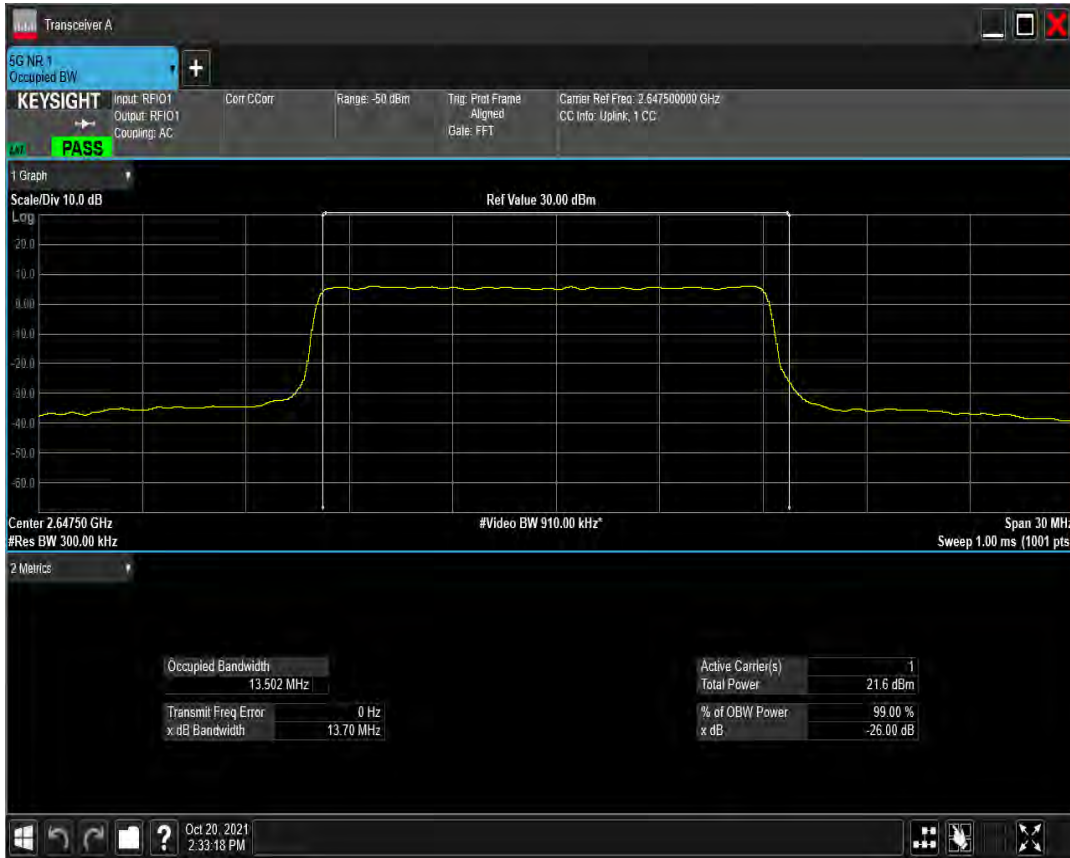 Transceiver A
5G NR 1
Occupied BW
+
KEYSIGHT
Input: RFIO1
Output: RFIO1
Coupling: AC
PASS
Corr CCorr
Range: -50 dBm
Trig: Prot Frame
Aligned
Gate: FFT
Carrier Ref Freq: 2.647500000 GHz
CC Info: Uplink, 1 CC
1 Graph
Scale/Div 10.0 dB
Ref Value 30.00 dBm
Log
20.0
10.0
0.00
-10.0
-20.0
-30.0
-40.0
-50.0
-60.0
Center 2.64750 GHz
#Video BW 910.00 kHz*
Span 30 MHz
#Res BW 300.00 kHz
Sweep 1.00 ms (1001 pts
2 Metrics
Occupied Bandwidth
13.502 MHz
Transmit Freq Error 0 Hz
x dB Bandwidth 13.70 MHz
Active Carrier(s) 1
Total Power 21.6 dBm
% of OBW Power 99.00 %
x dB -26.00 dB
?
Oct 20, 2021
2:33:18 PM